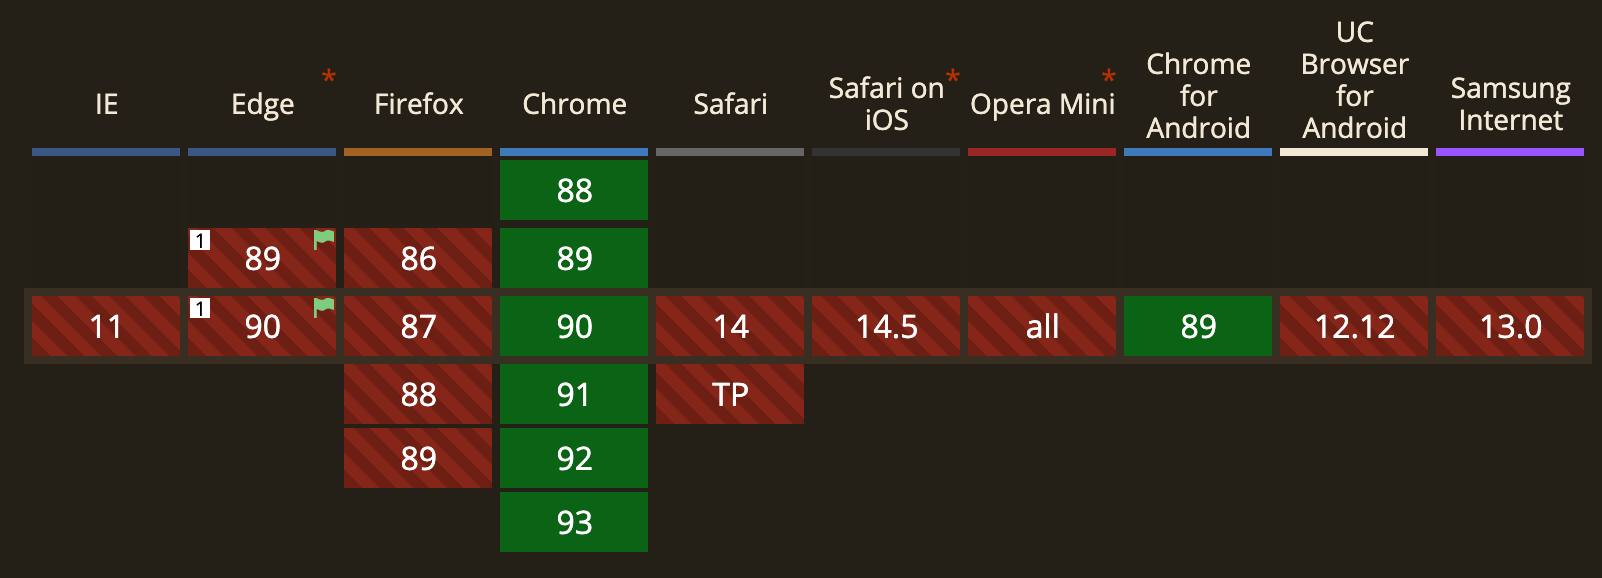 IE
Edge *
Firefox
Chrome
Safari
Safari on *
iOS
Opera Mini *
Chrome
for
Android
UC
Browser
for
Android
Samsung
Internet
88
1 89 86 89
11 1 90 87 90 14 14.5 all 89 12.12 13.0
88 91 TP
89 92
93